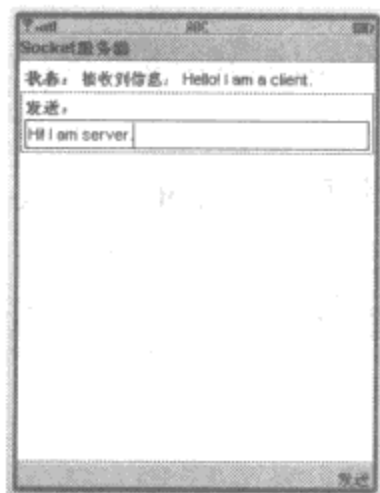 ABC
Socket服务器
状态： 接收到信息： Hello! I am a client.
发送：
Hi! I am server.
发送